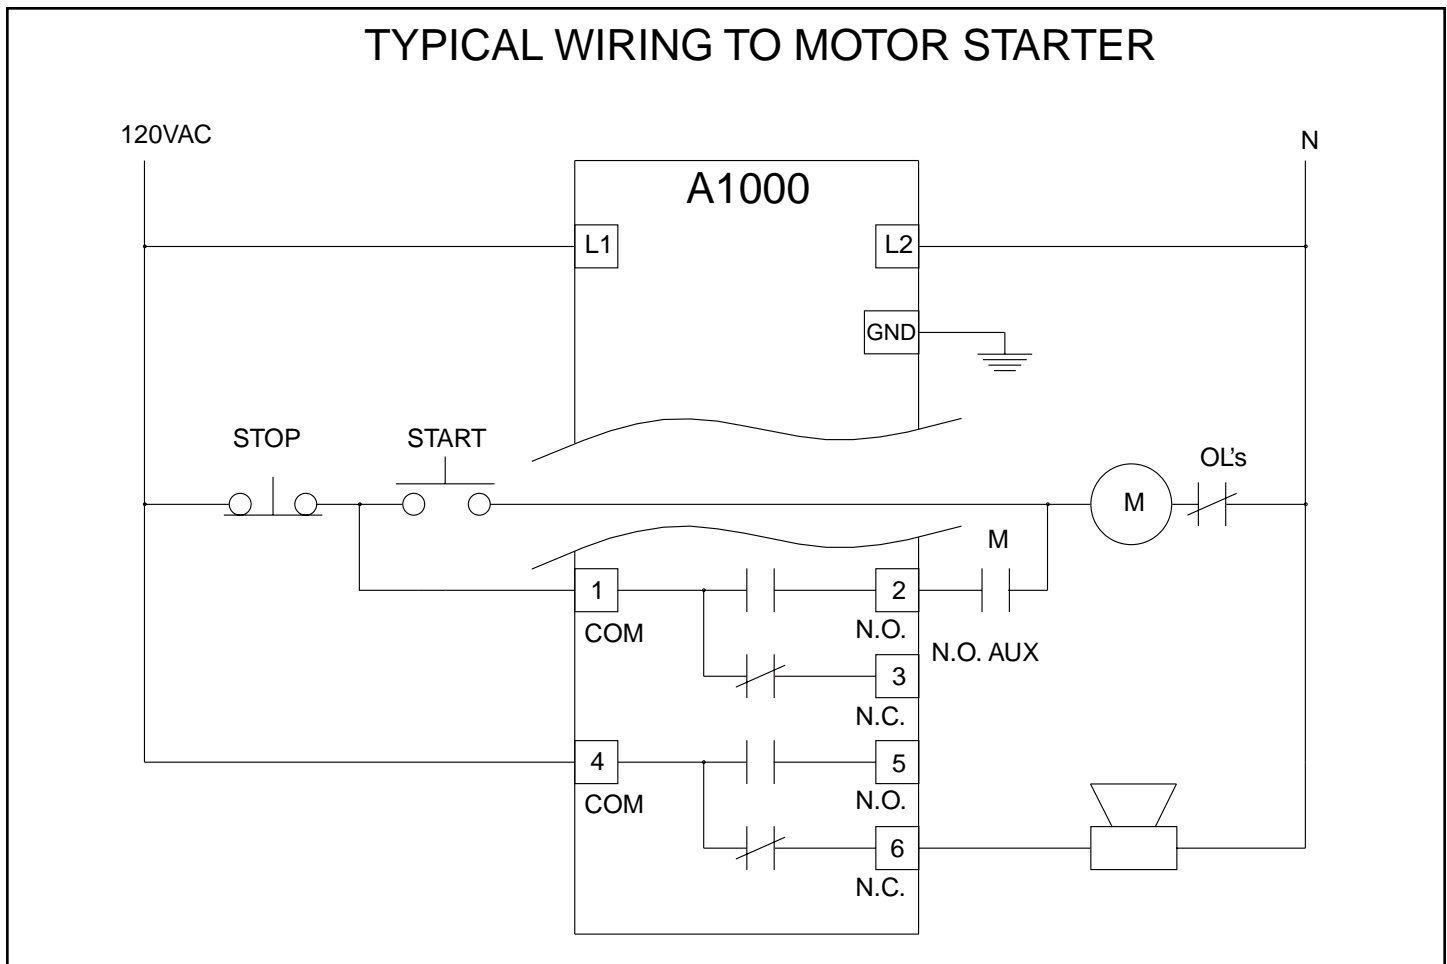 TYPICAL WIRING TO MOTOR STARTER
120VAC
N
A1000
L1
L2
GND
STOP
START
OL's
M
M
1
2
COM
N.O.
N.O. AUX
3
N.C.
4
5
COM
N.O.
6
N.C.